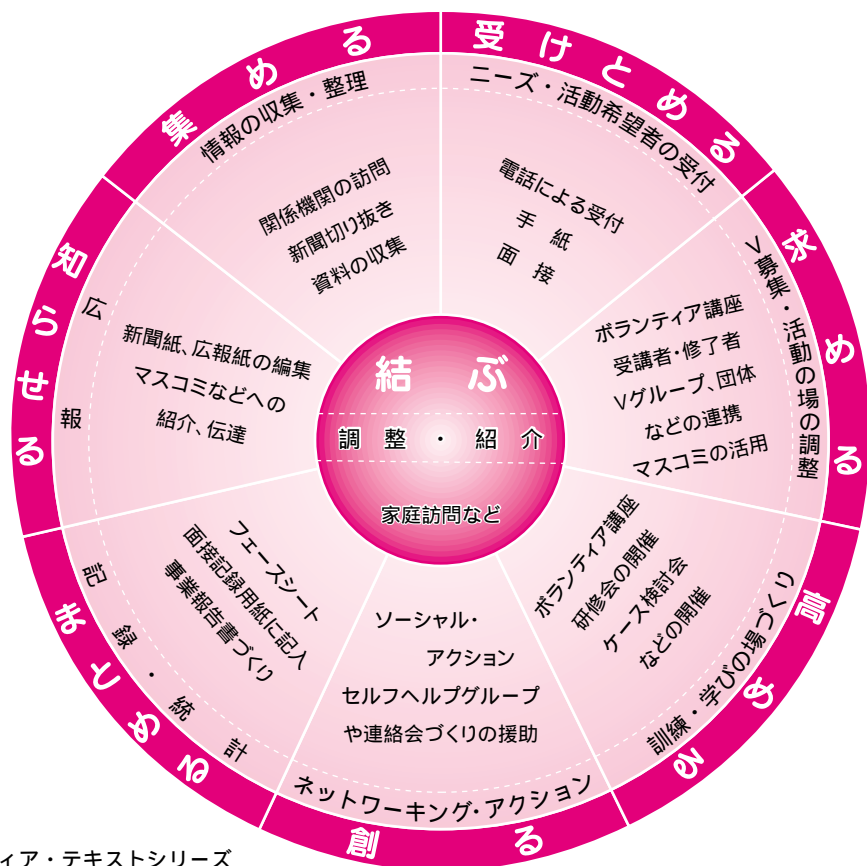 受けとめる
ニーズ・活動希望者の受付
電話による受付
手紙
面接
求める
V募集・活動の場の調整
ボランティア講座
受講者・修了者
Vグループ、団体
などの連携
マスコミの活用
高める
訓練・学びの場づくり
ボランティア講座
研修会の開催
ケース検討会
などの開催
創る
ネットワーキング・アクション
ソーシャル・
アクション
セルフヘルプグループ
や連絡会づくりの援助
まとめる
記録・統計
フェースシート
面接記録用紙に記入
事業報告書づくり
知らせる
広報
新聞紙、広報紙の編集
マスコミなどへの
紹介、伝達
集める
情報の収集・整理
関係機関の訪問
新聞切り抜き
資料の収集
結ぶ
調整・紹介
家庭訪問など
ィア・テキストシリーズ